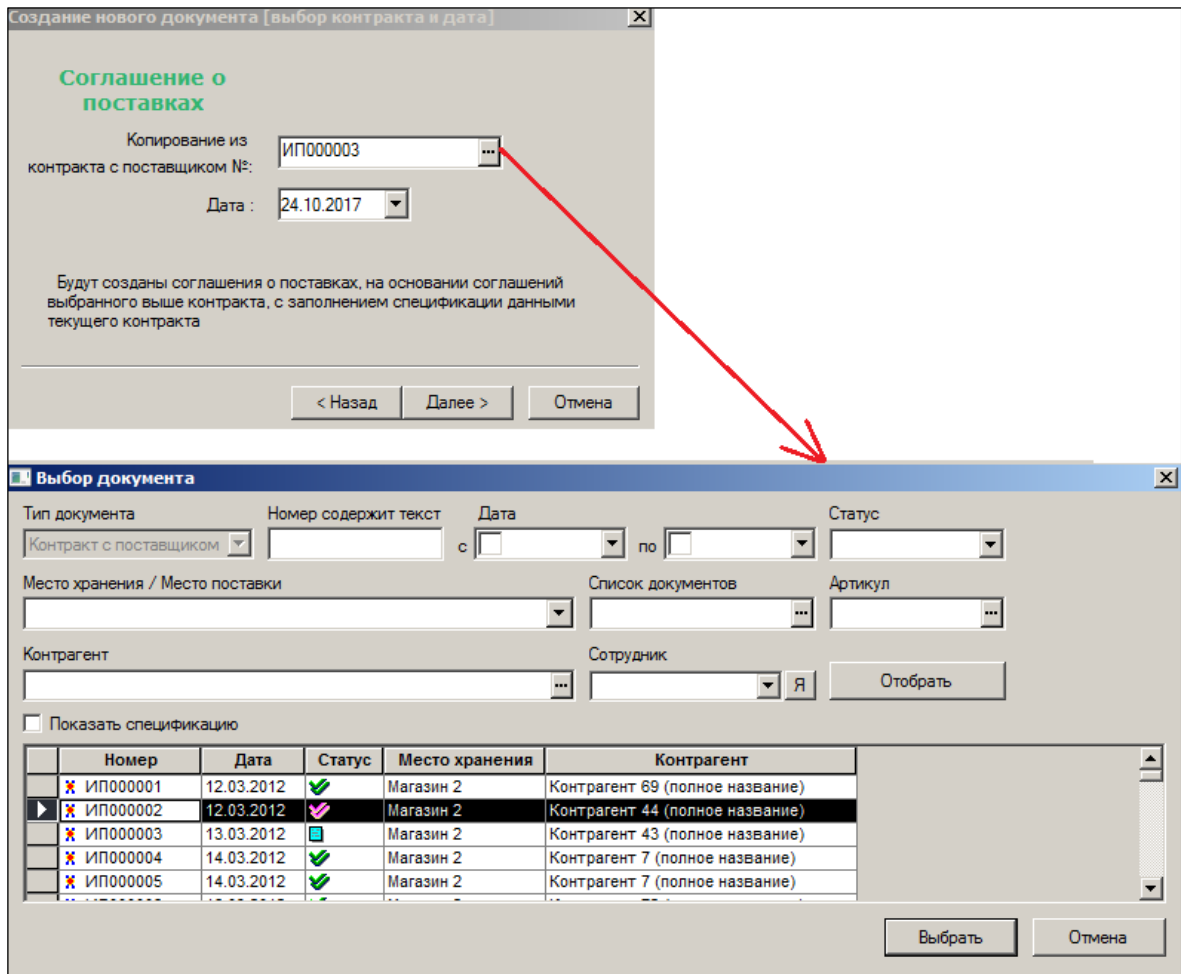 Создание нового документа [выбор контракта и дата]
Соглашение о
поставках
Копирование из
контракта с поставщиком №:
ИП000003
Дата :
24.10.2017
Будут созданы соглашения о поставках, на основании соглашений
выбранного выше контракта, с заполнением спецификации данными
текущего контракта
< Назад
Далее >
Отмена
Выбор документа
Тип документа
Номер содержит текст
Дата
Статус
Контракт с поставщиком
с
по
Место хранения / Место поставки
Список документов
Артикул
Контрагент
Сотрудник
Я
Отобрать
Показать спецификацию
Номер Дата Статус Место хранения Контрагент
ИП000001 12.03.2012 Магазин 2 Контрагент 69 (полное название)
ИП000002 12.03.2012 Магазин 2 Контрагент 44 (полное название)
ИП000003 13.03.2012 Магазин 2 Контрагент 43 (полное название)
ИП000004 14.03.2012 Магазин 2 Контрагент 7 (полное название)
ИП000005 14.03.2012 Магазин 2 Контрагент 7 (полное название)
Выбрать
Отмена